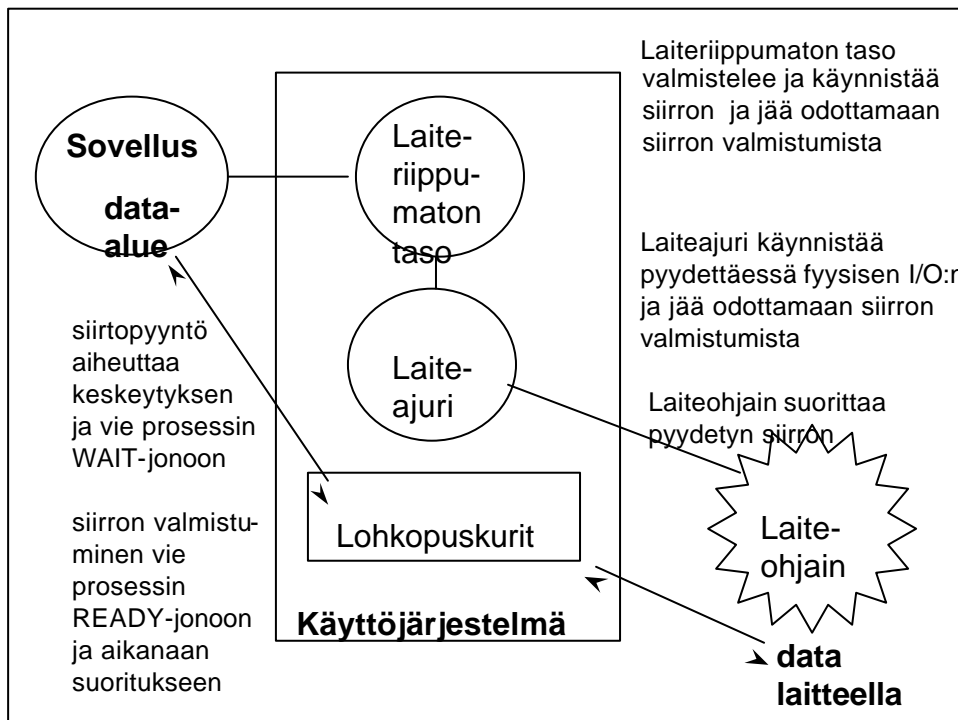 Sovellus
data-
alue
siirtopyyntö
aiheuttaa
keskeytyksen
ja vie prosessin
WAIT-jonoon
siirron valmistu-
minen vie
prosessin
READY-jonoon
ja aikanaan
suoritukseen
Laite-
riippu-
maton
taso
Laite-
ajuri
Lohkopuskurit
Käyttöjärjestelmä
Laiteriippumaton taso
valmistelee ja käynnistää
siirron ja jää odottamaan
siirron valmistumista
Laiteajuri käynnistää
pyydettäessä fyysisen I/O:n
ja jää odottamaan siirron
valmistumista
Laiteohjain suorittaa
pyydetyn siirron
Laite-
ohjain
data
laitteella